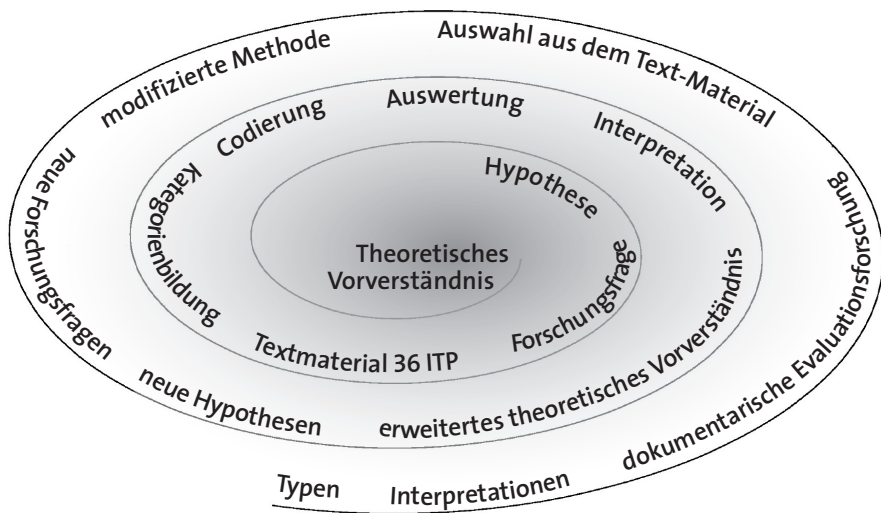 Theoretisches
Vorverständnis
Hypothese
Forschungsfrage
Textmaterial 36 ITP
Kategorienbildung
Codierung
Auswertung
Interpretation
erweitertes theoretisches Vorverständnis
neue Hypothesen
neue Forschungsfragen
modifizierte Methode
Auswahl aus dem Text-Material
dokumentarische Evaluationsforschung
Interpretationen
Typen